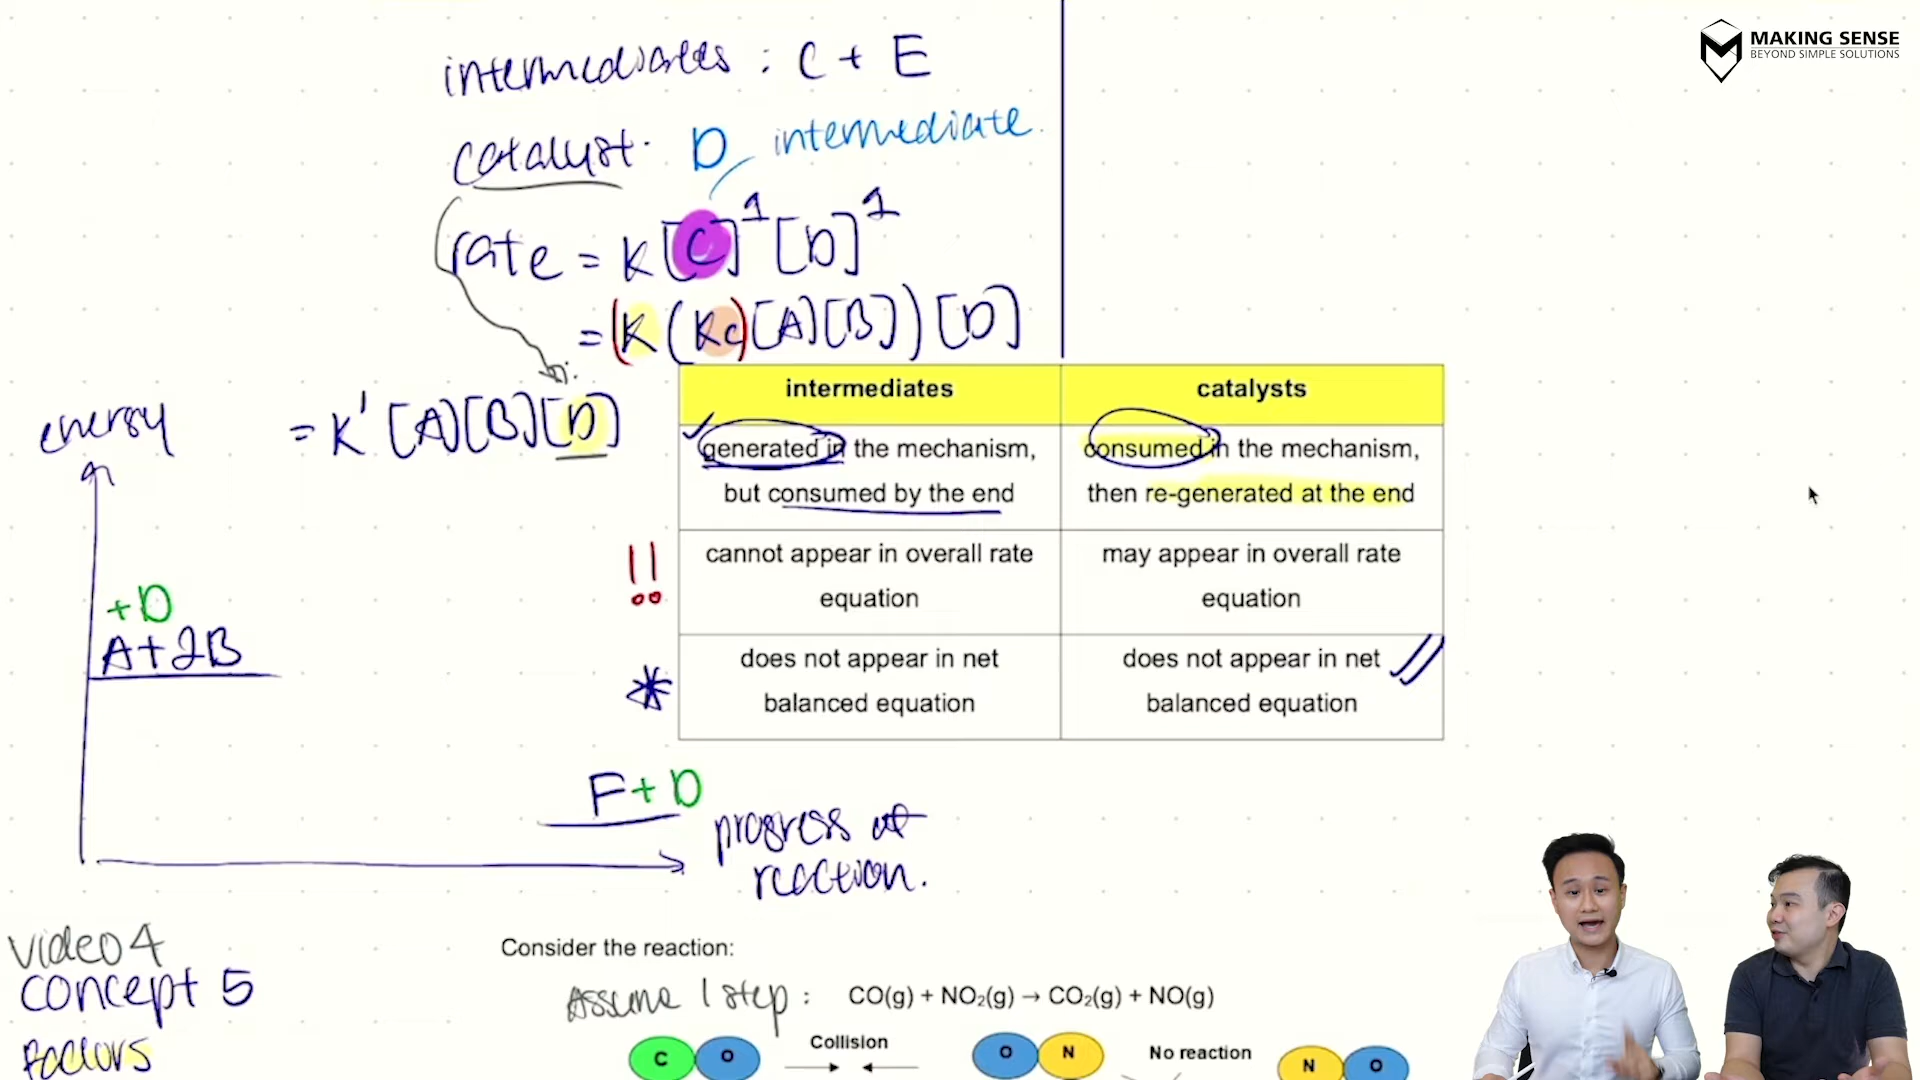 MAKING SENSE
BEYOND SIMPLE SOLUTIONS
intermediates : C + E
catalyst. D intermediate.
rate = K[C]¹[D]¹
= (K(Kc)[A][B])[D]
= K'[A][B][D]
energy
+D
A+2B
F+D
progress of
reaction.
intermediates catalysts
generated in the mechanism,
but consumed by the end
consumed in the mechanism,
then re-generated at the end
!!
cannot appear in overall rate
equation
may appear in overall rate
equation
*
does not appear in net
balanced equation
does not appear in net
balanced equation
video 4
concept 5
Factors
Consider the reaction:
Assume 1 step : CO(g) + NO₂(g) → CO₂(g) + NO(g)
C O
Collision
O N
No reaction
N O